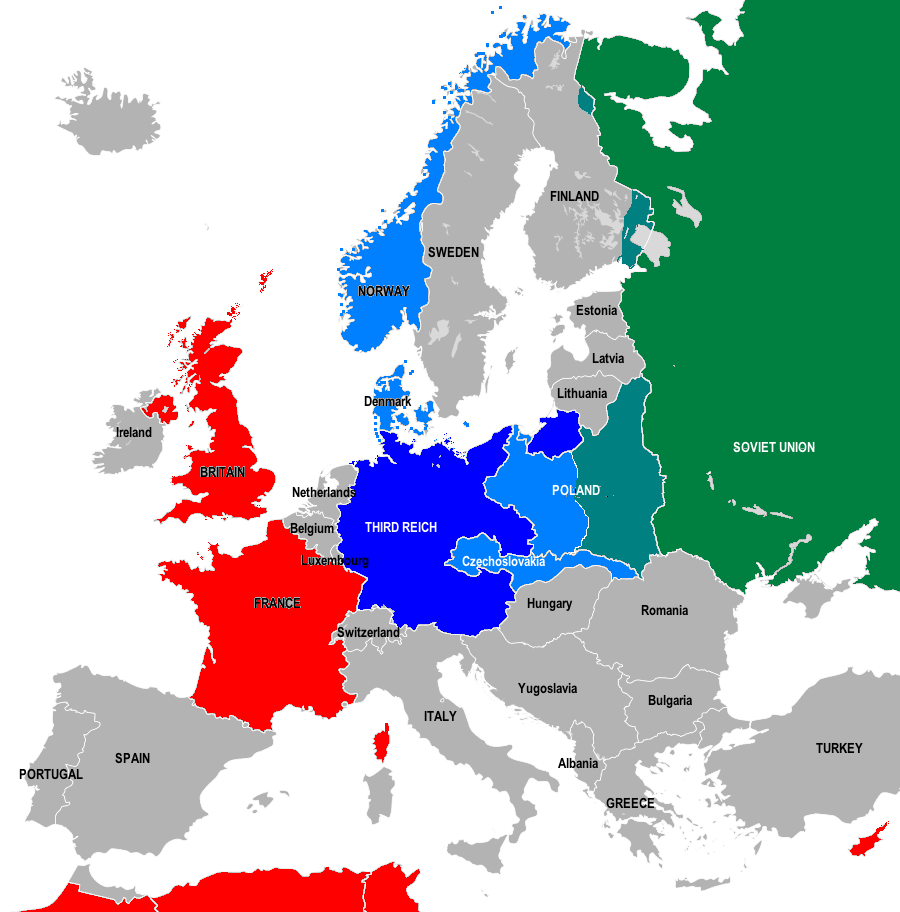 FINLAND
SWEDEN
NORWAY
Estonia
Latvia
Lithuania
Denmark
Ireland
SOVIET UNION
BRITAIN
Netherlands
POLAND
Belgium
THIRD REICH
Luxembourg
Czechoslovakia
FRANCE
Hungary
Romania
Switzerland
Yugoslavia
Bulgaria
ITALY
TURKEY
SPAIN
Albania
PORTUGAL
GREECE